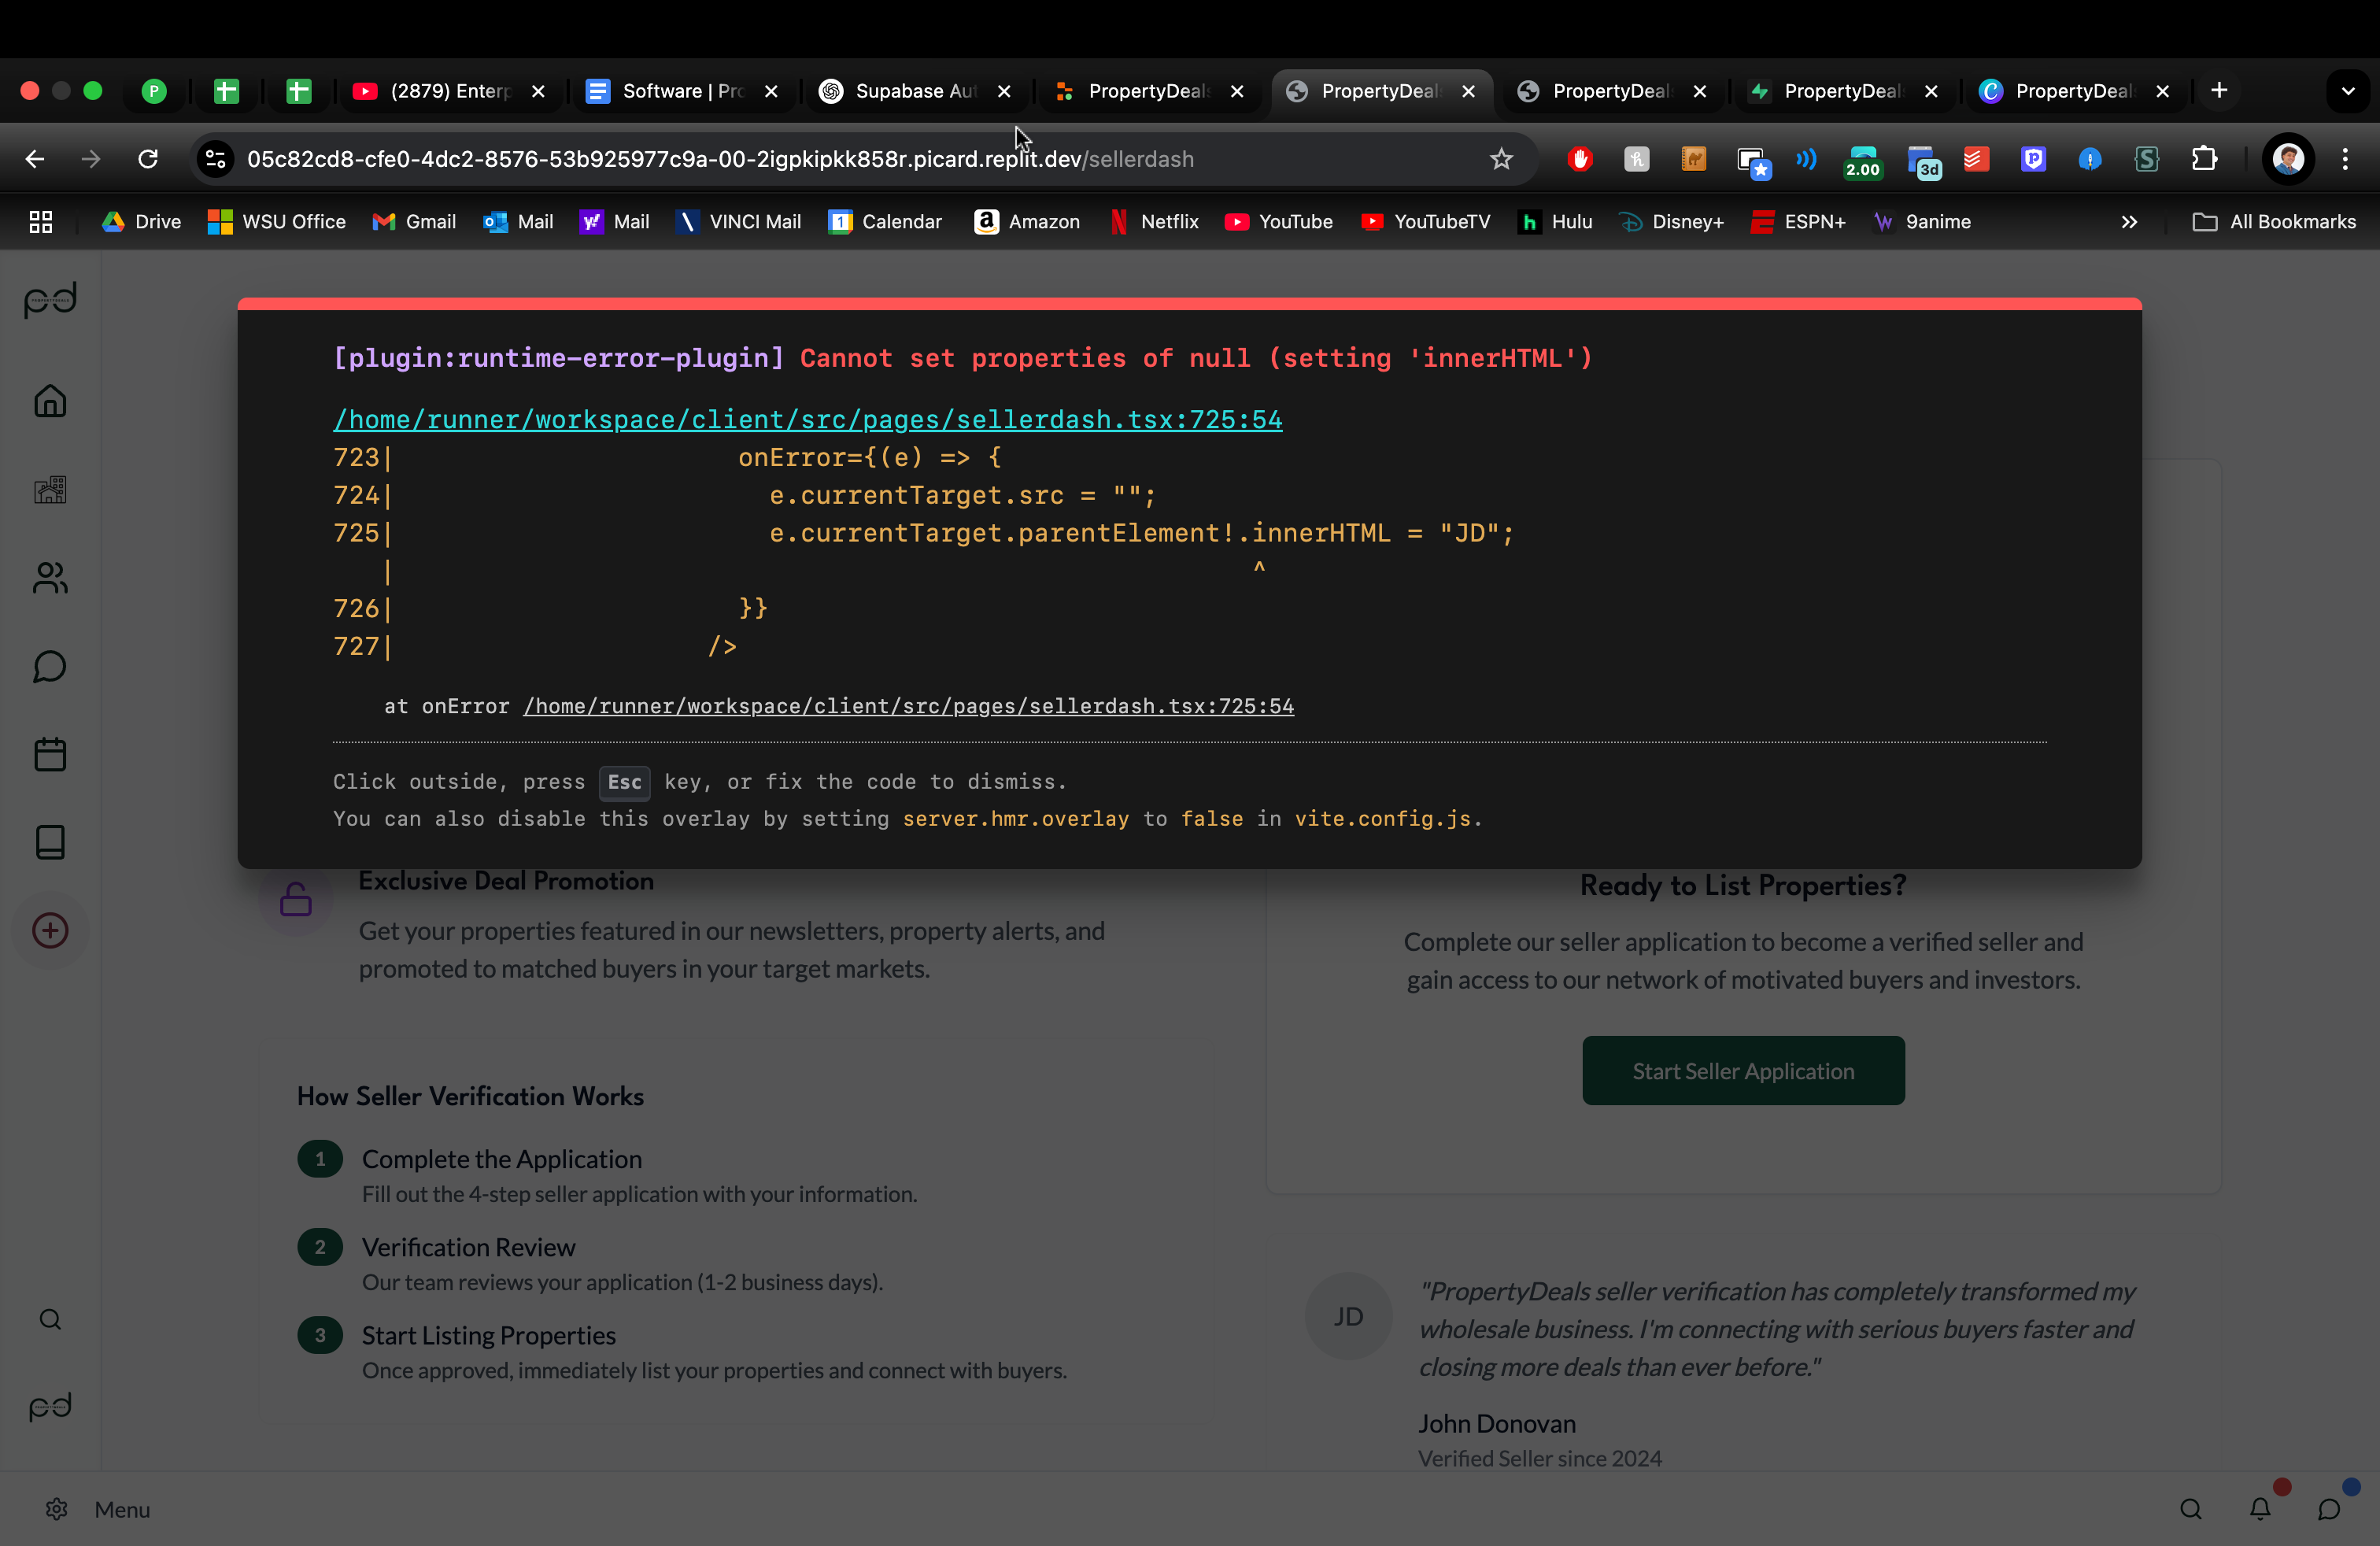 P
(2879) Enterp
Software | Pro
Supabase Aut
PropertyDeals
PropertyDeals
PropertyDeals
PropertyDeals
PropertyDeals
05c82cd8-cfe0-4dc2-8576-53b925977c9a-00-2igpkipkk858r.picard.replit.dev/sellerdash
2.00
3d
Drive
WSU Office
Gmail
Mail
Mail
VINCI Mail
Calendar
Amazon
Netflix
YouTube
YouTubeTV
Hulu
Disney+
ESPN+
9anime
All Bookmarks
pd
[plugin:runtime-error-plugin] Cannot set properties of null (setting 'innerHTML')
/home/runner/workspace/client/src/pages/sellerdash.tsx:725:54
723| onError={(e) => {
724| e.currentTarget.src = "";
725| e.currentTarget.parentElement!.innerHTML = "JD";
| ^
726| }}
727| />
at onError /home/runner/workspace/client/src/pages/sellerdash.tsx:725:54
Click outside, press Esc key, or fix the code to dismiss.
You can also disable this overlay by setting server.hmr.overlay to false in vite.config.js.
Exclusive Deal Promotion
Get your properties featured in our newsletters, property alerts, and
promoted to matched buyers in your target markets.
Ready to List Properties?
Complete our seller application to become a verified seller and
gain access to our network of motivated buyers and investors.
Start Seller Application
How Seller Verification Works
1 Complete the Application
Fill out the 4-step seller application with your information.
2 Verification Review
Our team reviews your application (1-2 business days).
3 Start Listing Properties
Once approved, immediately list your properties and connect with buyers.
JD
"PropertyDeals seller verification has completely transformed my
wholesale business. I'm connecting with serious buyers faster and
closing more deals than ever before."
John Donovan
Verified Seller since 2024
pd
Menu